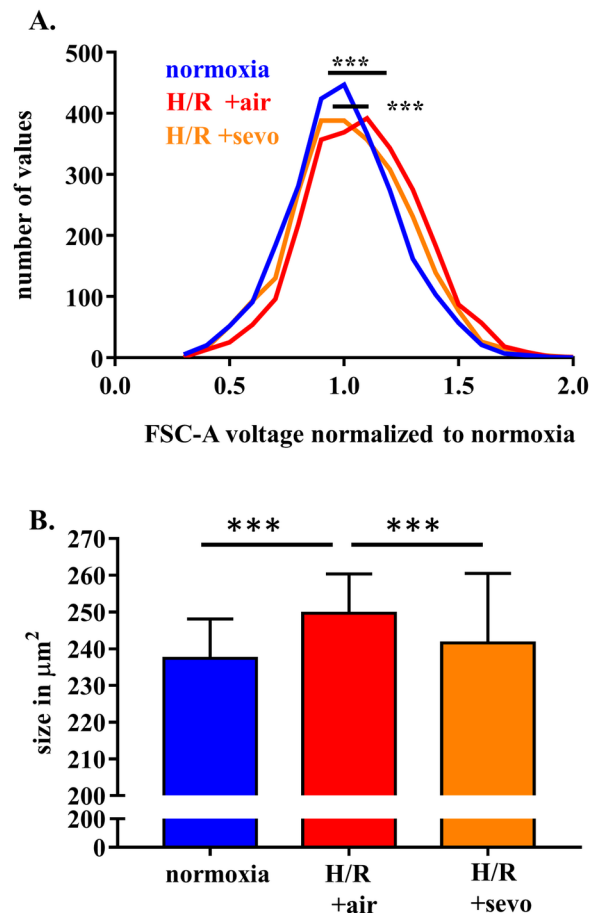 A.
***
normoxia
H/R +air
***
H/R +sevo
number of values
500
400
300
200
100
0
0.0 0.5 1.0 1.5 2.0
FSC-A voltage normalized to normoxia
B.
*** ***
size in μm²
270
260
250
240
230
220
210
200
200
0
normoxia H/R H/R
+air +sevo